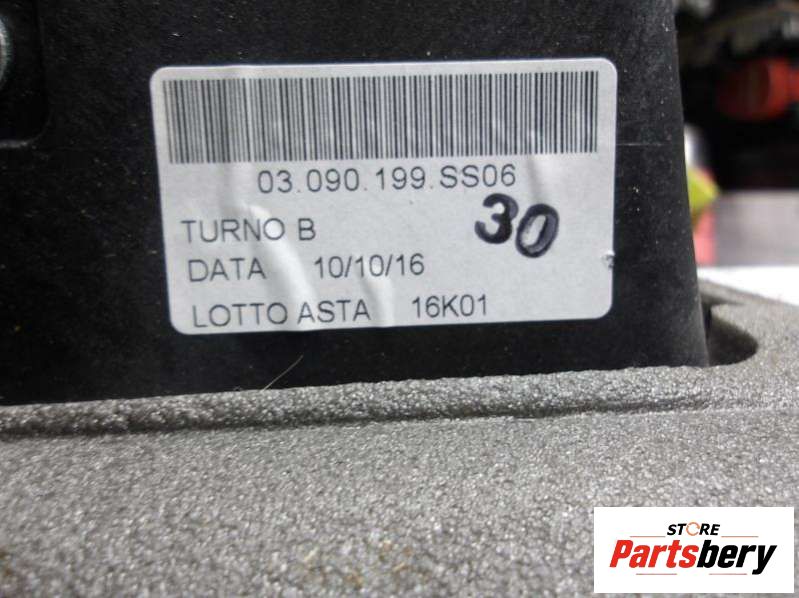 03.090.199.SS06
30
TURNO B
DATA 10/10/16
LOTTO ASTA 16K01
STORE
Partsbery